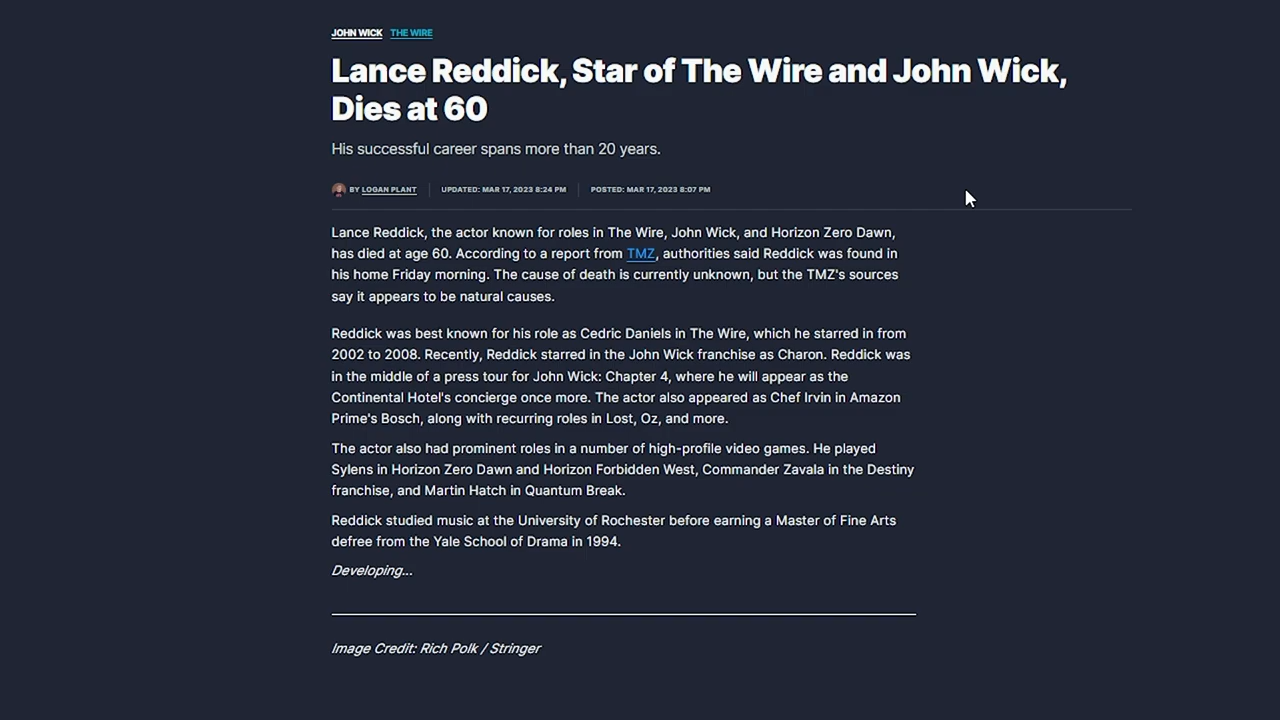 JOHN WICK THE WIRE
Lance Reddick, Star of The Wire and John Wick,
Dies at 60
His successful career spans more than 20 years.
BY LOGAN PLANT UPDATED: MAR 17, 2023 8:24 PM POSTED: MAR 17, 2023 8:07 PM
Lance Reddick, the actor known for roles in The Wire, John Wick, and Horizon Zero Dawn,
has died at age 60. According to a report from TMZ, authorities said Reddick was found in
his home Friday morning. The cause of death is currently unknown, but the TMZ's sources
say it appears to be natural causes.
Reddick was best known for his role as Cedric Daniels in The Wire, which he starred in from
2002 to 2008. Recently, Reddick starred in the John Wick franchise as Charon. Reddick was
in the middle of a press tour for John Wick: Chapter 4, where he will appear as the
Continental Hotel's concierge once more. The actor also appeared as Chef Irvin in Amazon
Prime's Bosch, along with recurring roles in Lost, Oz, and more.
The actor also had prominent roles in a number of high-profile video games. He played
Sylens in Horizon Zero Dawn and Horizon Forbidden West, Commander Zavala in the Destiny
franchise, and Martin Hatch in Quantum Break.
Reddick studied music at the University of Rochester before earning a Master of Fine Arts
defree from the Yale School of Drama in 1994.
Developing...
Image Credit: Rich Polk / Stringer